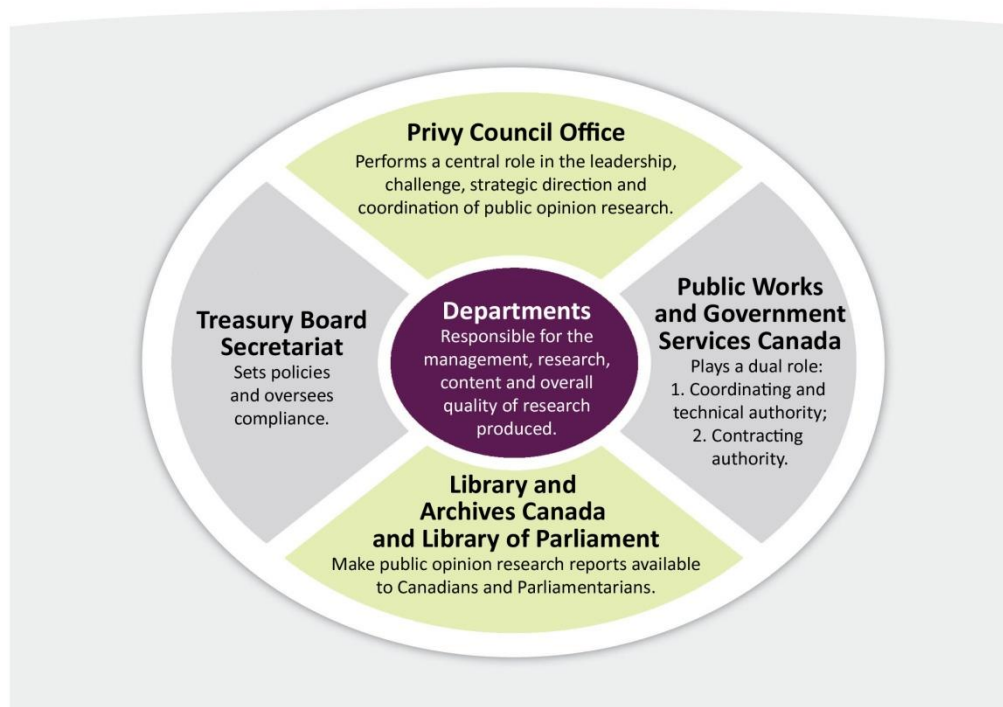 Privy Council Office
Performs a central role in the leadership,
challenge, strategic direction and
coordination of public opinion research.
Treasury Board
Secretariat
Sets policies
and oversees
compliance.
Departments
Responsible for the
management, research,
content and overall
quality of research
produced.
Public Works
and Government
Services Canada
Plays a dual role:
1. Coordinating and
technical authority;
2. Contracting
authority.
Library and
Archives Canada
and Library of Parliament
Make public opinion research reports available
to Canadians and Parliamentarians.